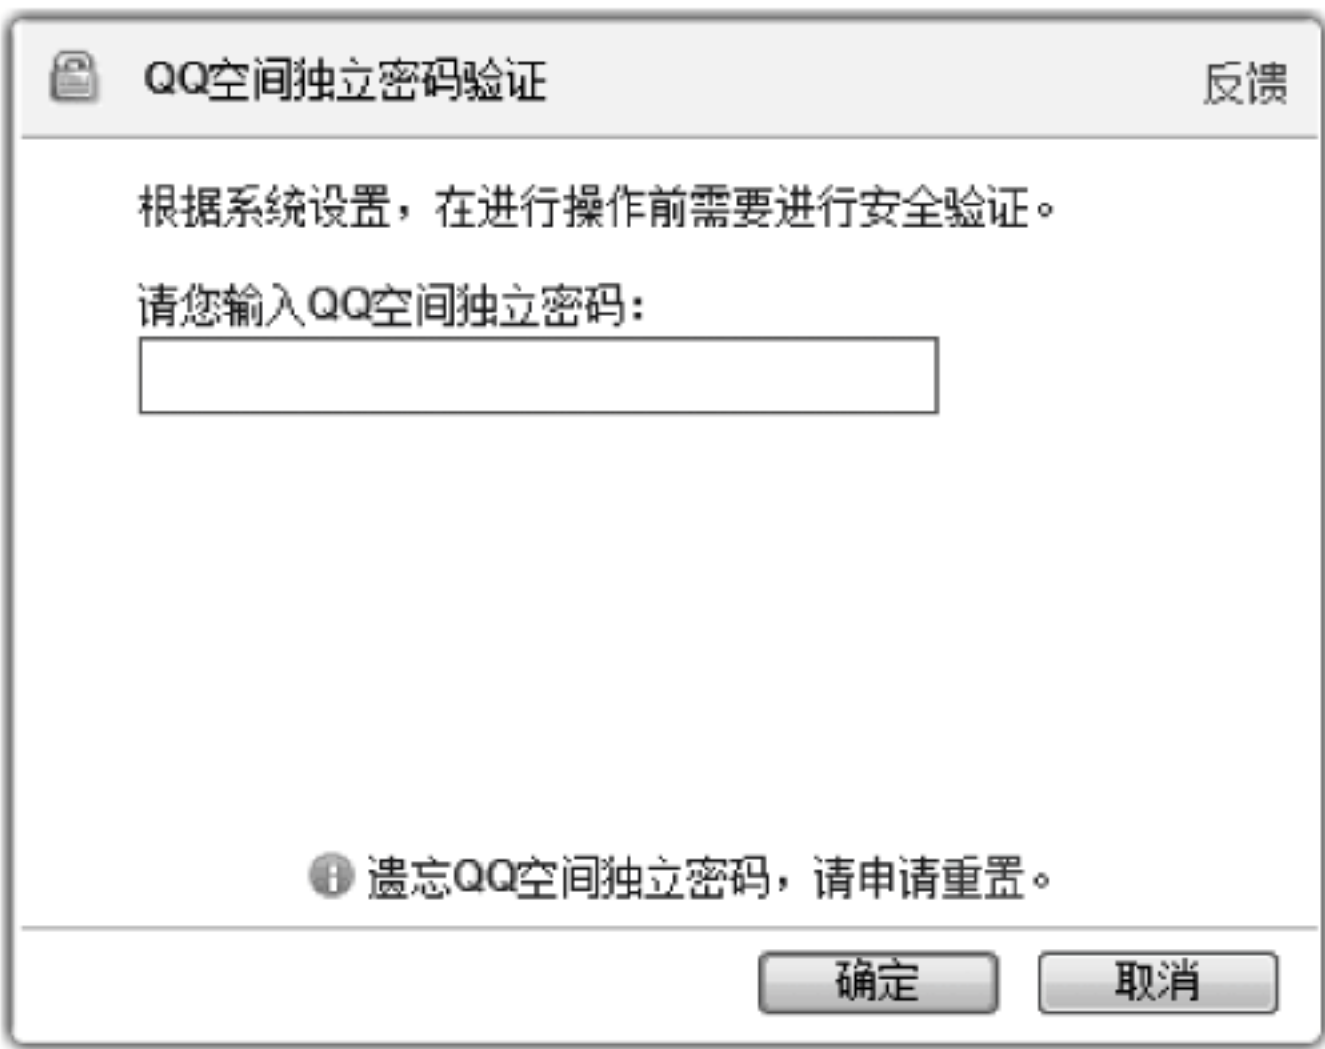 QQ空间独立密码验证 反馈
根据系统设置，在进行操作前需要进行安全验证。
请您输入QQ空间独立密码：
遗忘QQ空间独立密码，请申请重置。
确定 取消